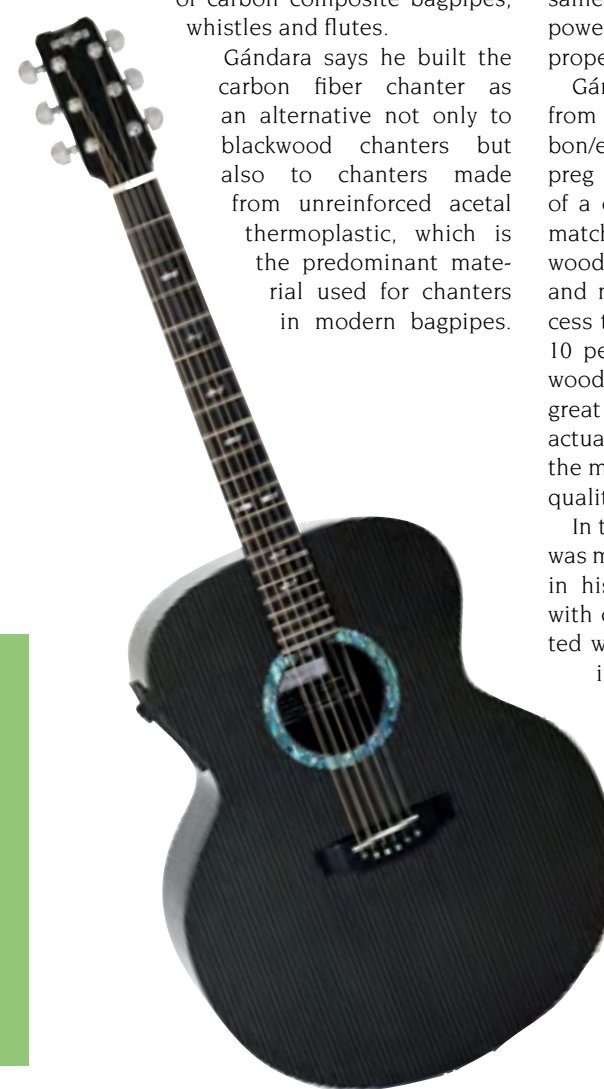 of carbon composite bagpipes,
whistles and flutes.
Gándara says he built the
carbon fiber chanter as
an alternative not only to
blackwood chanters but
also to chanters made
from unreinforced acetal
thermoplastic, which is
the predominant mate-
rial used for chanters
in modern bagpipes.
same
powe
prope
Gán
from
bon/e
preg
of a c
match
wood
and n
cess t
10 pe
wood
great
actua
the m
qualit
In t
was m
in his
with c
ted w
i